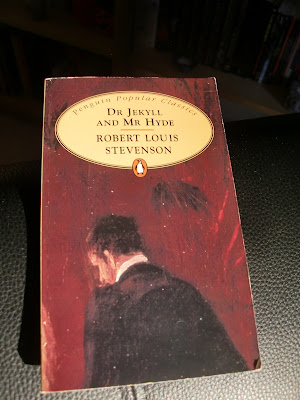 Penguin Popular Classics
DR JEKYLL
AND MR HYDE
ROBERT LOUIS
STEVENSON